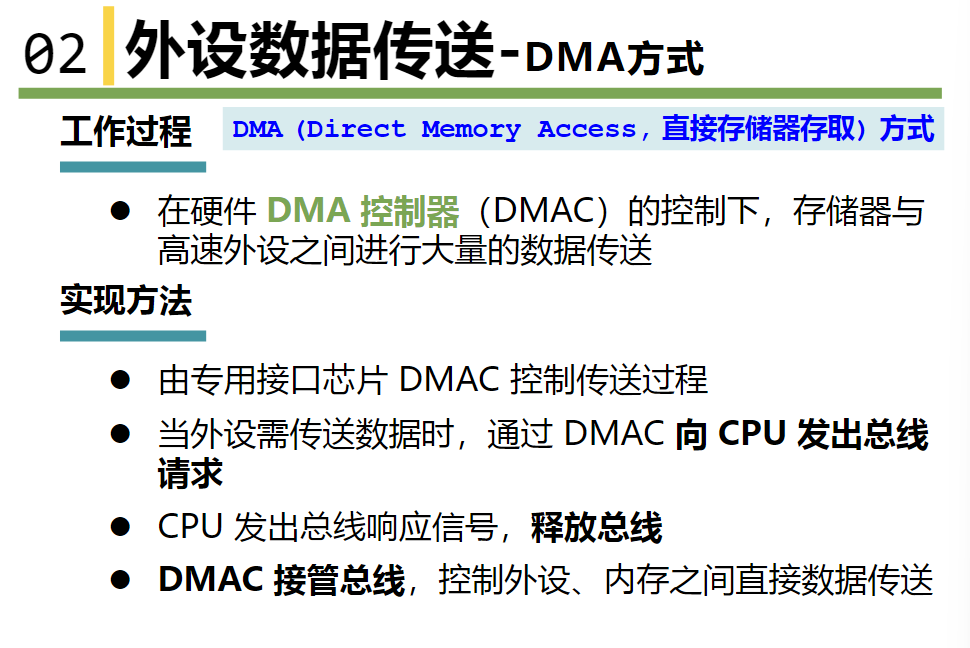 02 外设数据传送-DMA方式
工作过程 DMA（Direct Memory Access，直接存储器存取）方式
● 在硬件 DMA 控制器（DMAC）的控制下，存储器与
高速外设之间进行大量的数据传送
实现方法
● 由专用接口芯片 DMAC 控制传送过程
● 当外设需传送数据时，通过 DMAC 向 CPU 发出总线
请求
● CPU 发出总线响应信号，释放总线
● DMAC 接管总线，控制外设、内存之间直接数据传送